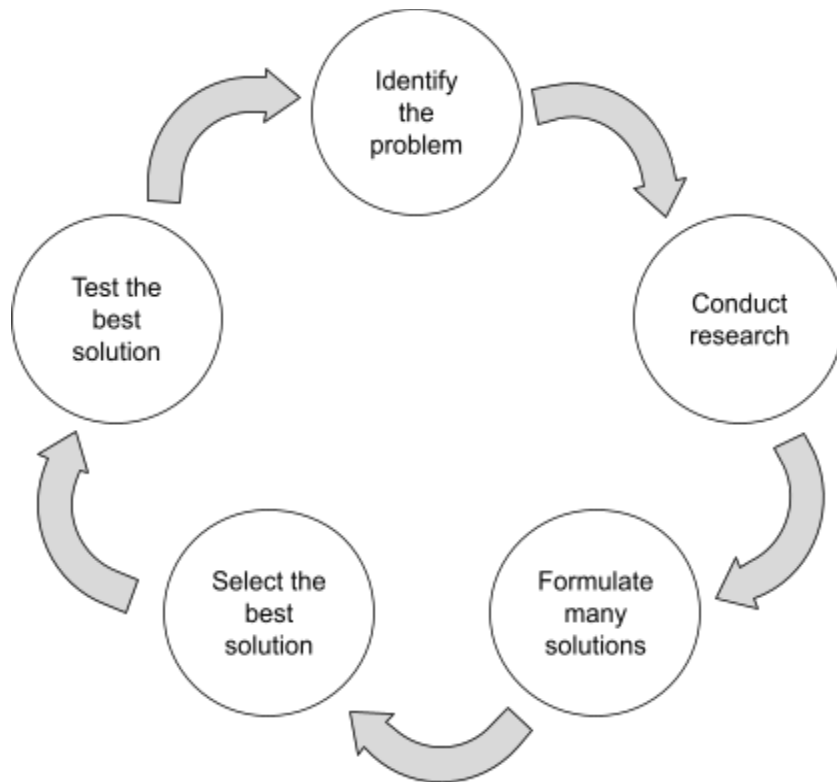 Identify
the
problem
Conduct
research
Formulate
many
solutions
Select the
best
solution
Test the
best
solution